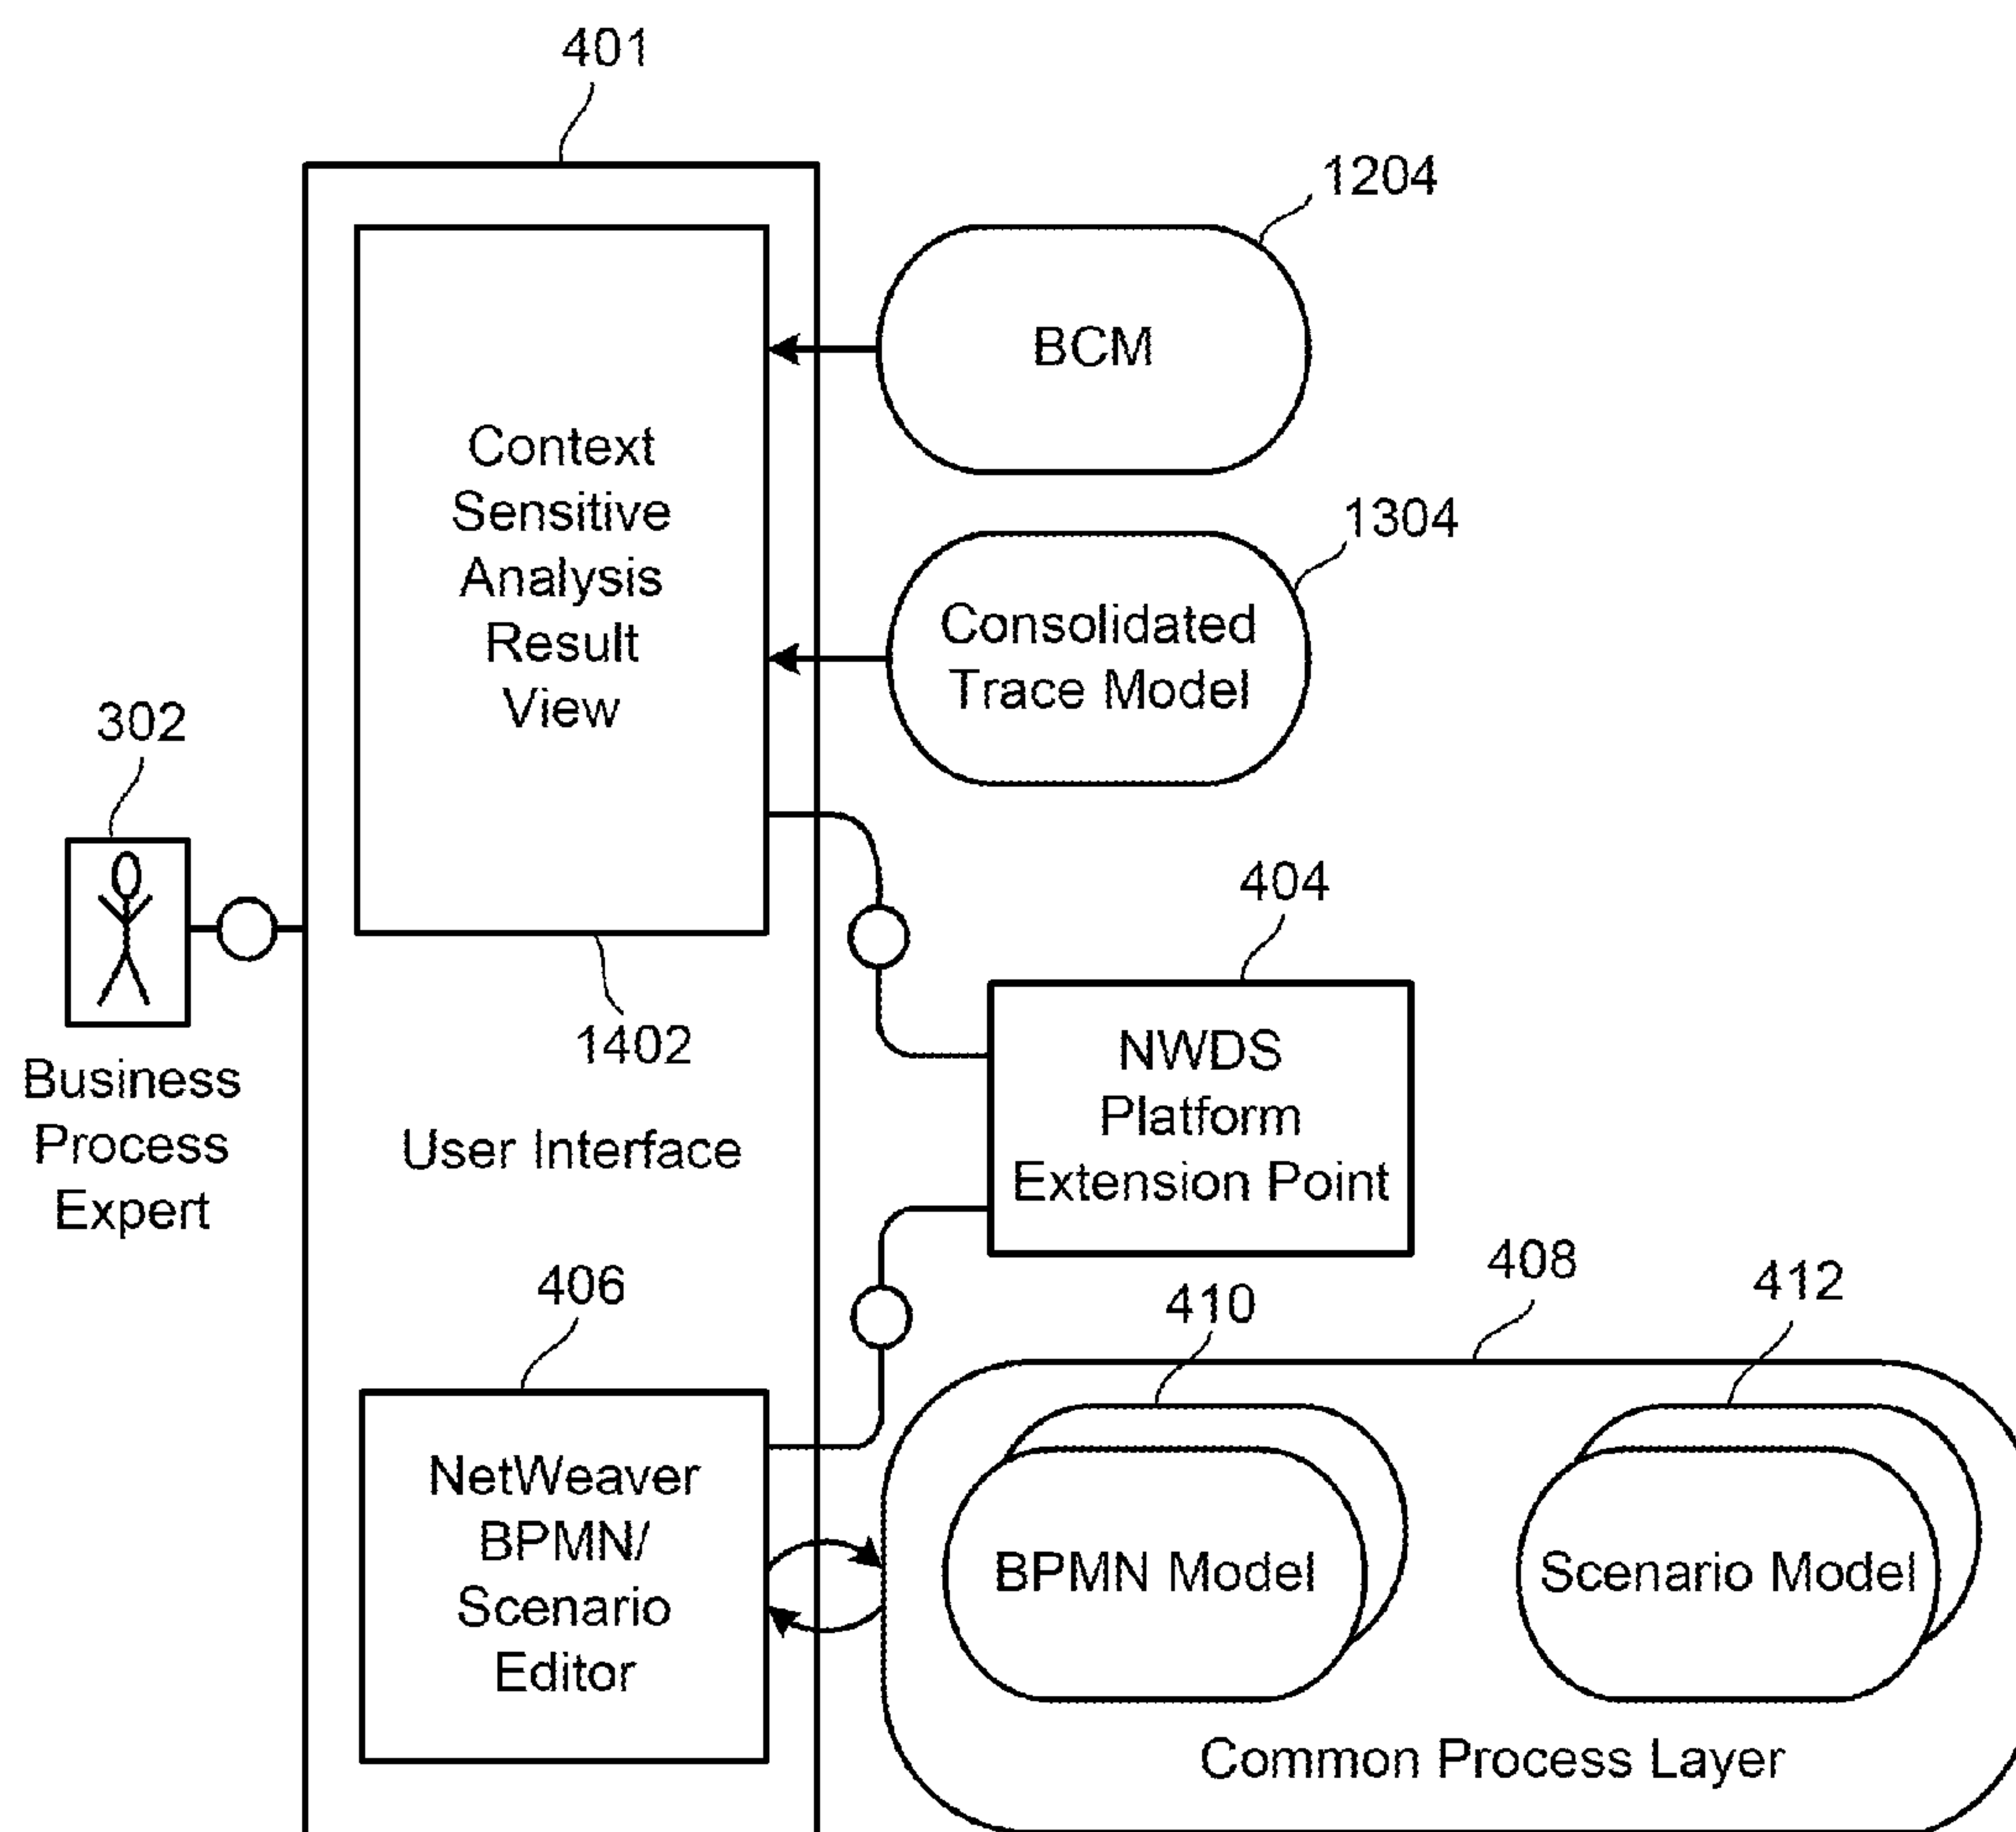 401
1204
BCM
Context
Sensitive
Analysis
Result
View
1304
Consolidated
Trace Model
302
Business
Process
Expert
1402
User Interface
404
NWDS
Platform
Extension Point
406
NetWeaver
BPMN/
Scenario
Editor
408
410
412
BPMN Model
Scenario Model
Common Process Layer